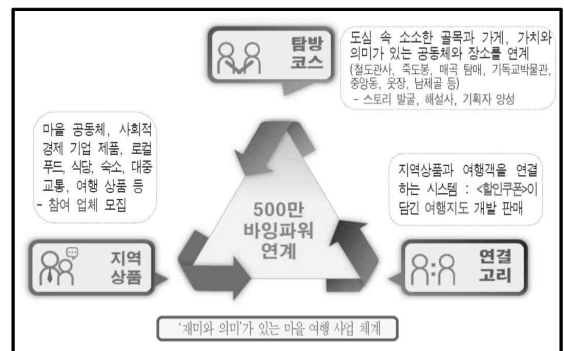 탐방
코스
도심 속 소소한 골목과 가게, 가치와
의미가 있는 공동체와 장소를 연계
(철도관사, 죽도봉, 매곡 탐매, 기독교박물관,
중앙동, 웃장, 남제골 등)
- 스토리 발굴, 해설사, 기획자 양성
마을 공동체, 사회적
경제 기업 제품, 로컬
푸드, 식당, 숙소, 대중
교통, 여행 상품 등
- 참여 업체 모집
지역상품과 여행객을 연결
하는 시스템 : <할인쿠폰>이
담긴 여행지도 개발 판매
500만
바잉파워
연계
지역
상품
연결
고리
'재미와 의미'가 있는 마을 여행 사업 체계